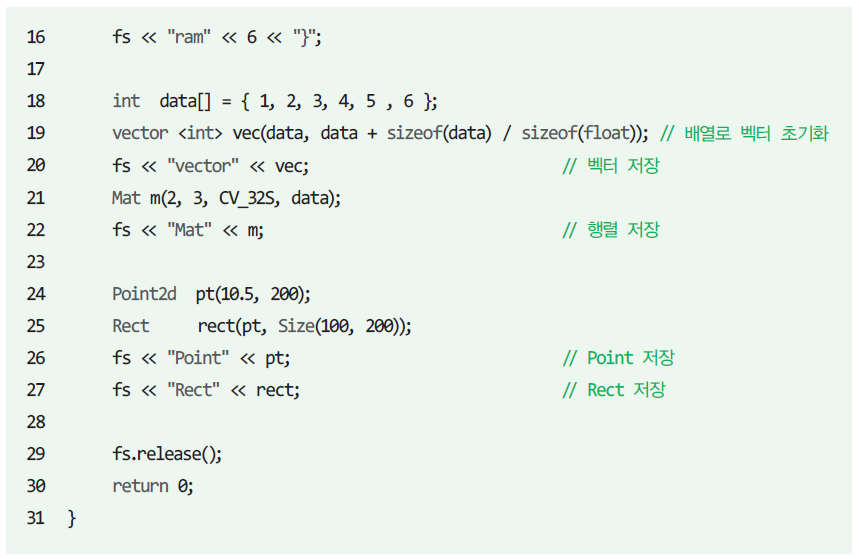 16 fs << "ram" << 6 << "}";
17
18 int data[] = { 1, 2, 3, 4, 5 , 6 };
19 vector <int> vec(data, data + sizeof(data) / sizeof(float)); // 배열로 벡터 초기화
20 fs << "vector" << vec; // 벡터 저장
21 Mat m(2, 3, CV_32S, data);
22 fs << "Mat" << m; // 행렬 저장
23
24 Point2d pt(10.5, 200);
25 Rect rect(pt, Size(100, 200));
26 fs << "Point" << pt; // Point 저장
27 fs << "Rect" << rect; // Rect 저장
28
29 fs.release();
30 return 0;
31 }